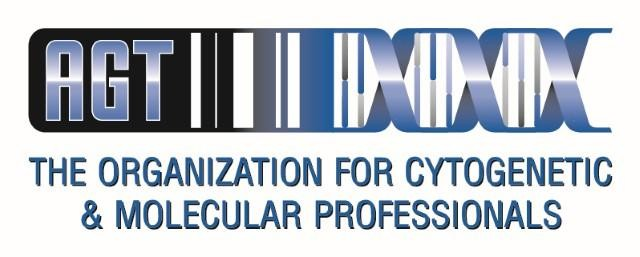 AGT
THE ORGANIZATION FOR CYTOGENETIC
& MOLECULAR PROFESSIONALS